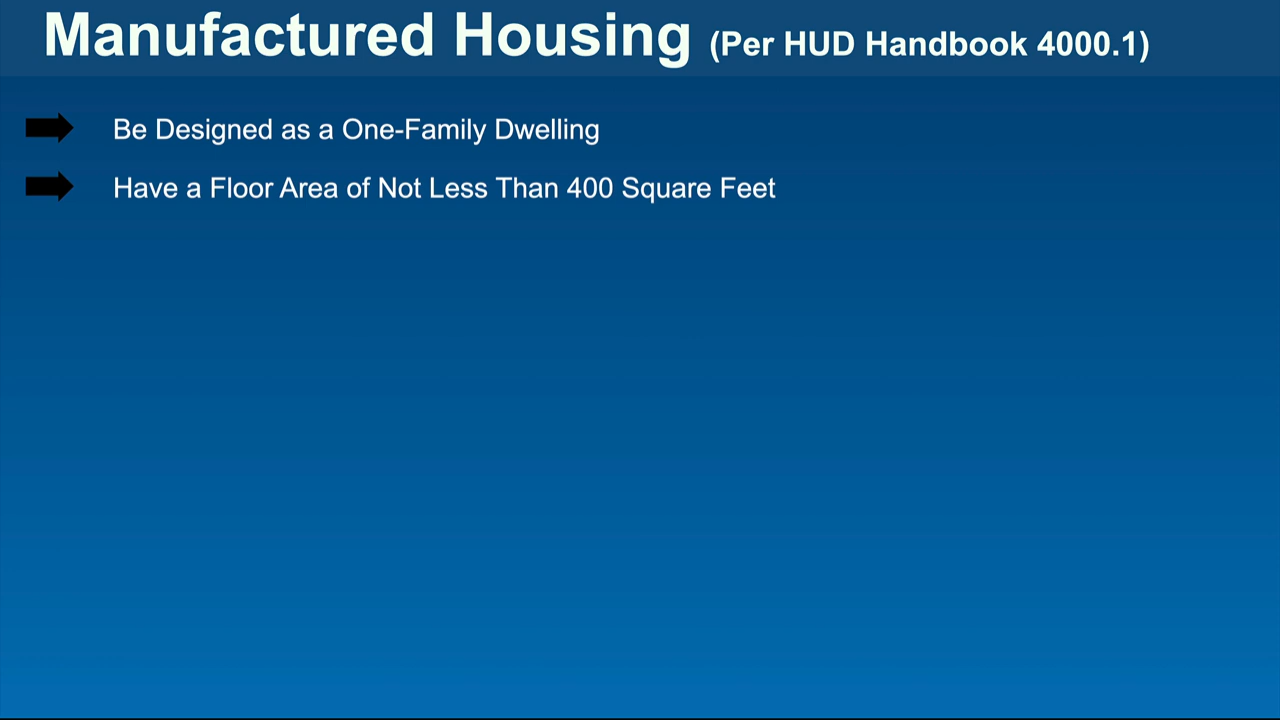 Manufactured Housing (Per HUD Handbook 4000.1)
Be Designed as a One-Family Dwelling
Have a Floor Area of Not Less Than 400 Square Feet